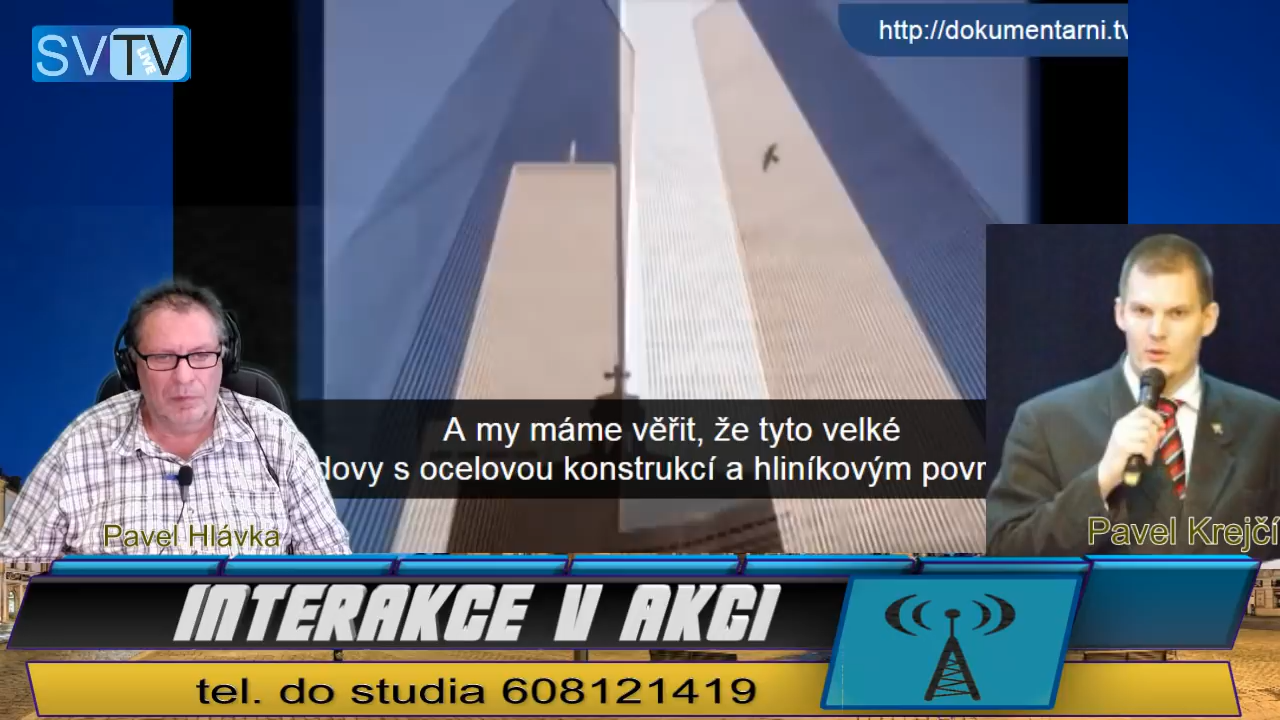 SVTV
LIVE
http://dokumentarni.tv
A my máme věřit, že tyto velké
dovy s ocelovou konstrukcí a hliníkovým povr
Pavel Hlávka
Pavel Krejčí
INTERAKCE V AKCI
tel. do studia 608121419